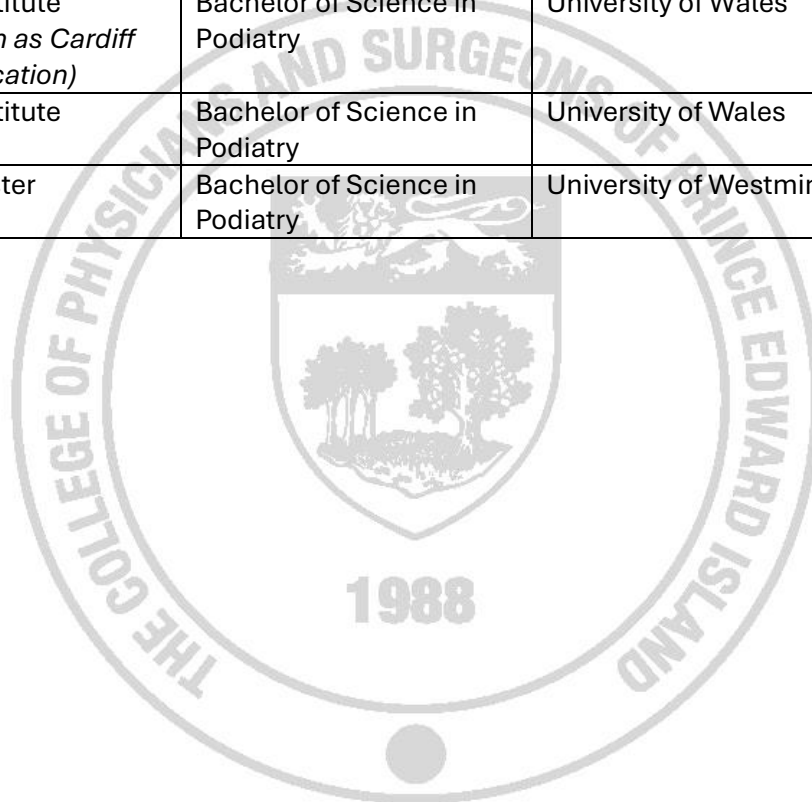 titute Bachelor of Science in University of Wales
n as Cardiff Podiatry
cation)
titute Bachelor of Science in University of Wales
Podiatry
ster Bachelor of Science in University of Westmin
Podiatry
THE COLLEGE OF PHYSICIANS AND SURGEONS OF PRINCE EDWARD ISLAND
1988